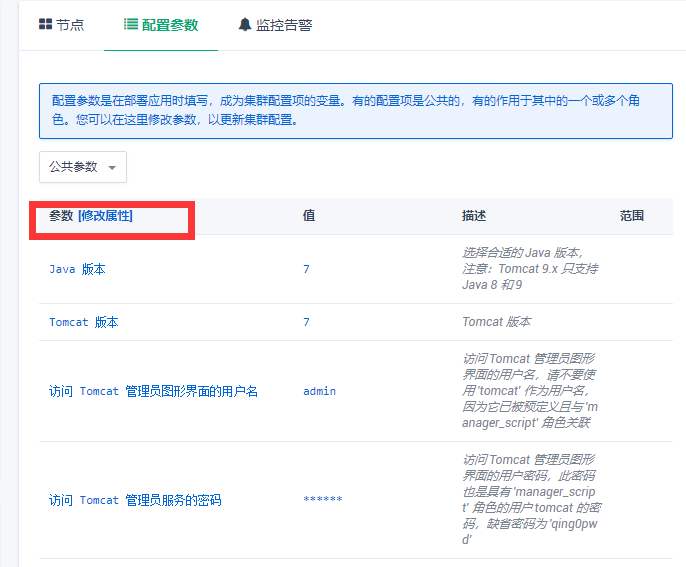 节点 配置参数 监控告警
配置参数是在部署应用时填写，成为集群配置项的变量。有的配置项是公共的，有的作用于其中的一个或多个角
色。您可以在这里修改参数，以更新集群配置。
公共参数
参数 [修改属性] 值 描述 范围
选择合适的 Java 版本，
Java 版本 7 注意：Tomcat 9.x 只支持
Java 8 和 9
Tomcat 版本 7 Tomcat 版本
访问 Tomcat 管理员图形
界面的用户名，请不要使
访问 Tomcat 管理员图形界面的用户名 admin 用 'tomcat' 作为用户名，
因为它已被预定义且与 'm
anager_script' 角色关联
访问 Tomcat 管理员图形
界面的用户密码，此密码
也是具有 'manager_scrip
访问 Tomcat 管理员服务的密码 ****** t' 角色的用户 tomcat 的密
码，缺省密码为 'qing0pw
d'